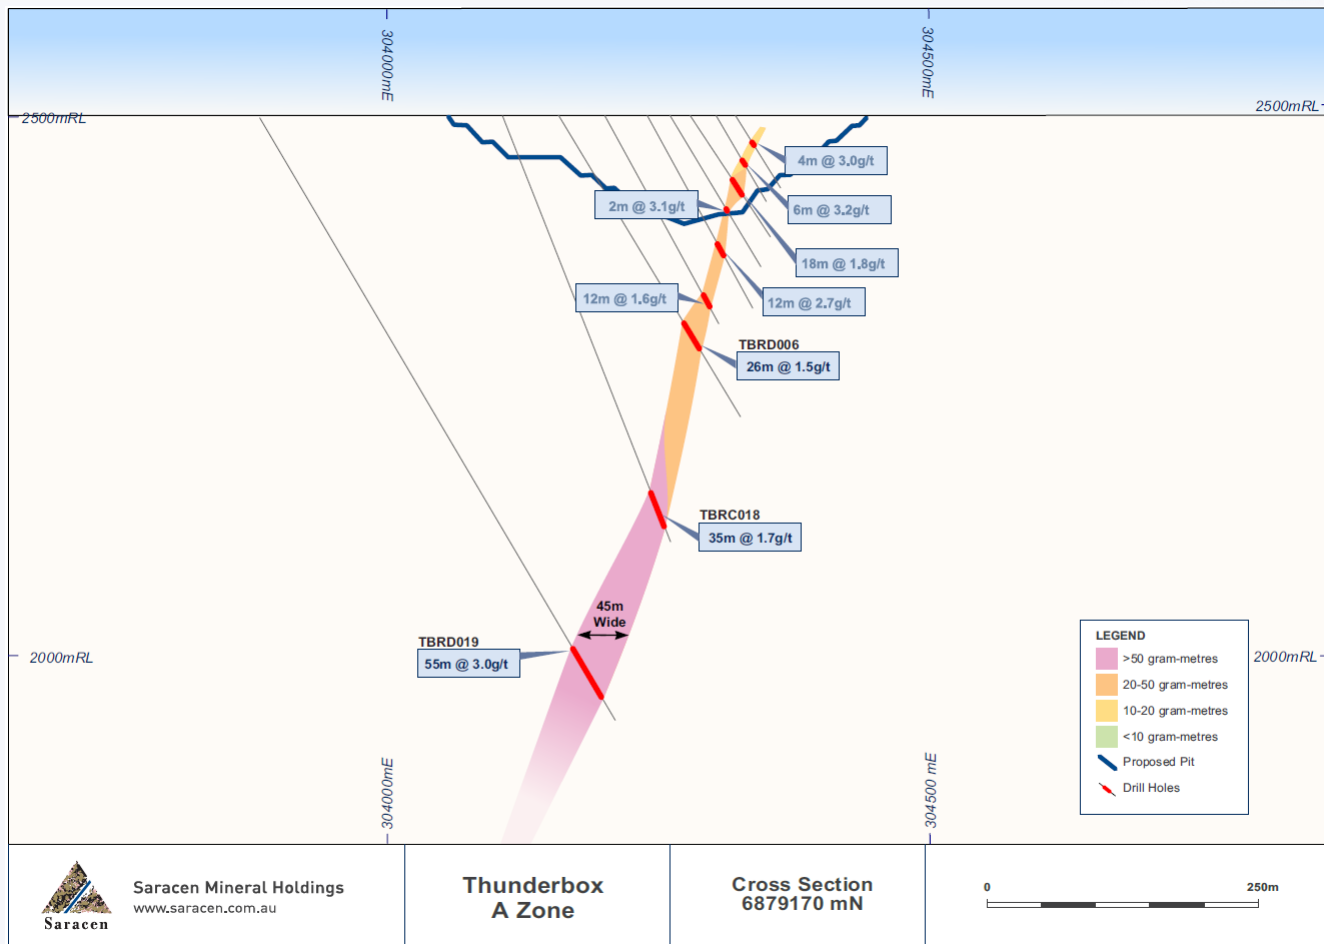 304000mE
304500mE
2500mRL
2500mRL
4m @ 3.0g/t
2m @ 3.1g/t
6m @ 3.2g/t
18m @ 1.8g/t
12m @ 1.6g/t
12m @ 2.7g/t
TBRD006
26m @ 1.5g/t
TBRC018
35m @ 1.7g/t
45m
Wide
TBRD019
55m @ 3.0g/t
2000mRL
2000mRL
LEGEND
>50 gram-metres
20-50 gram-metres
10-20 gram-metres
<10 gram-metres
Proposed Pit
Drill Holes
304000mE
304500 mE
Saracen
Saracen Mineral Holdings
www.saracen.com.au
Thunderbox
A Zone
Cross Section
6879170 mN
0
250m